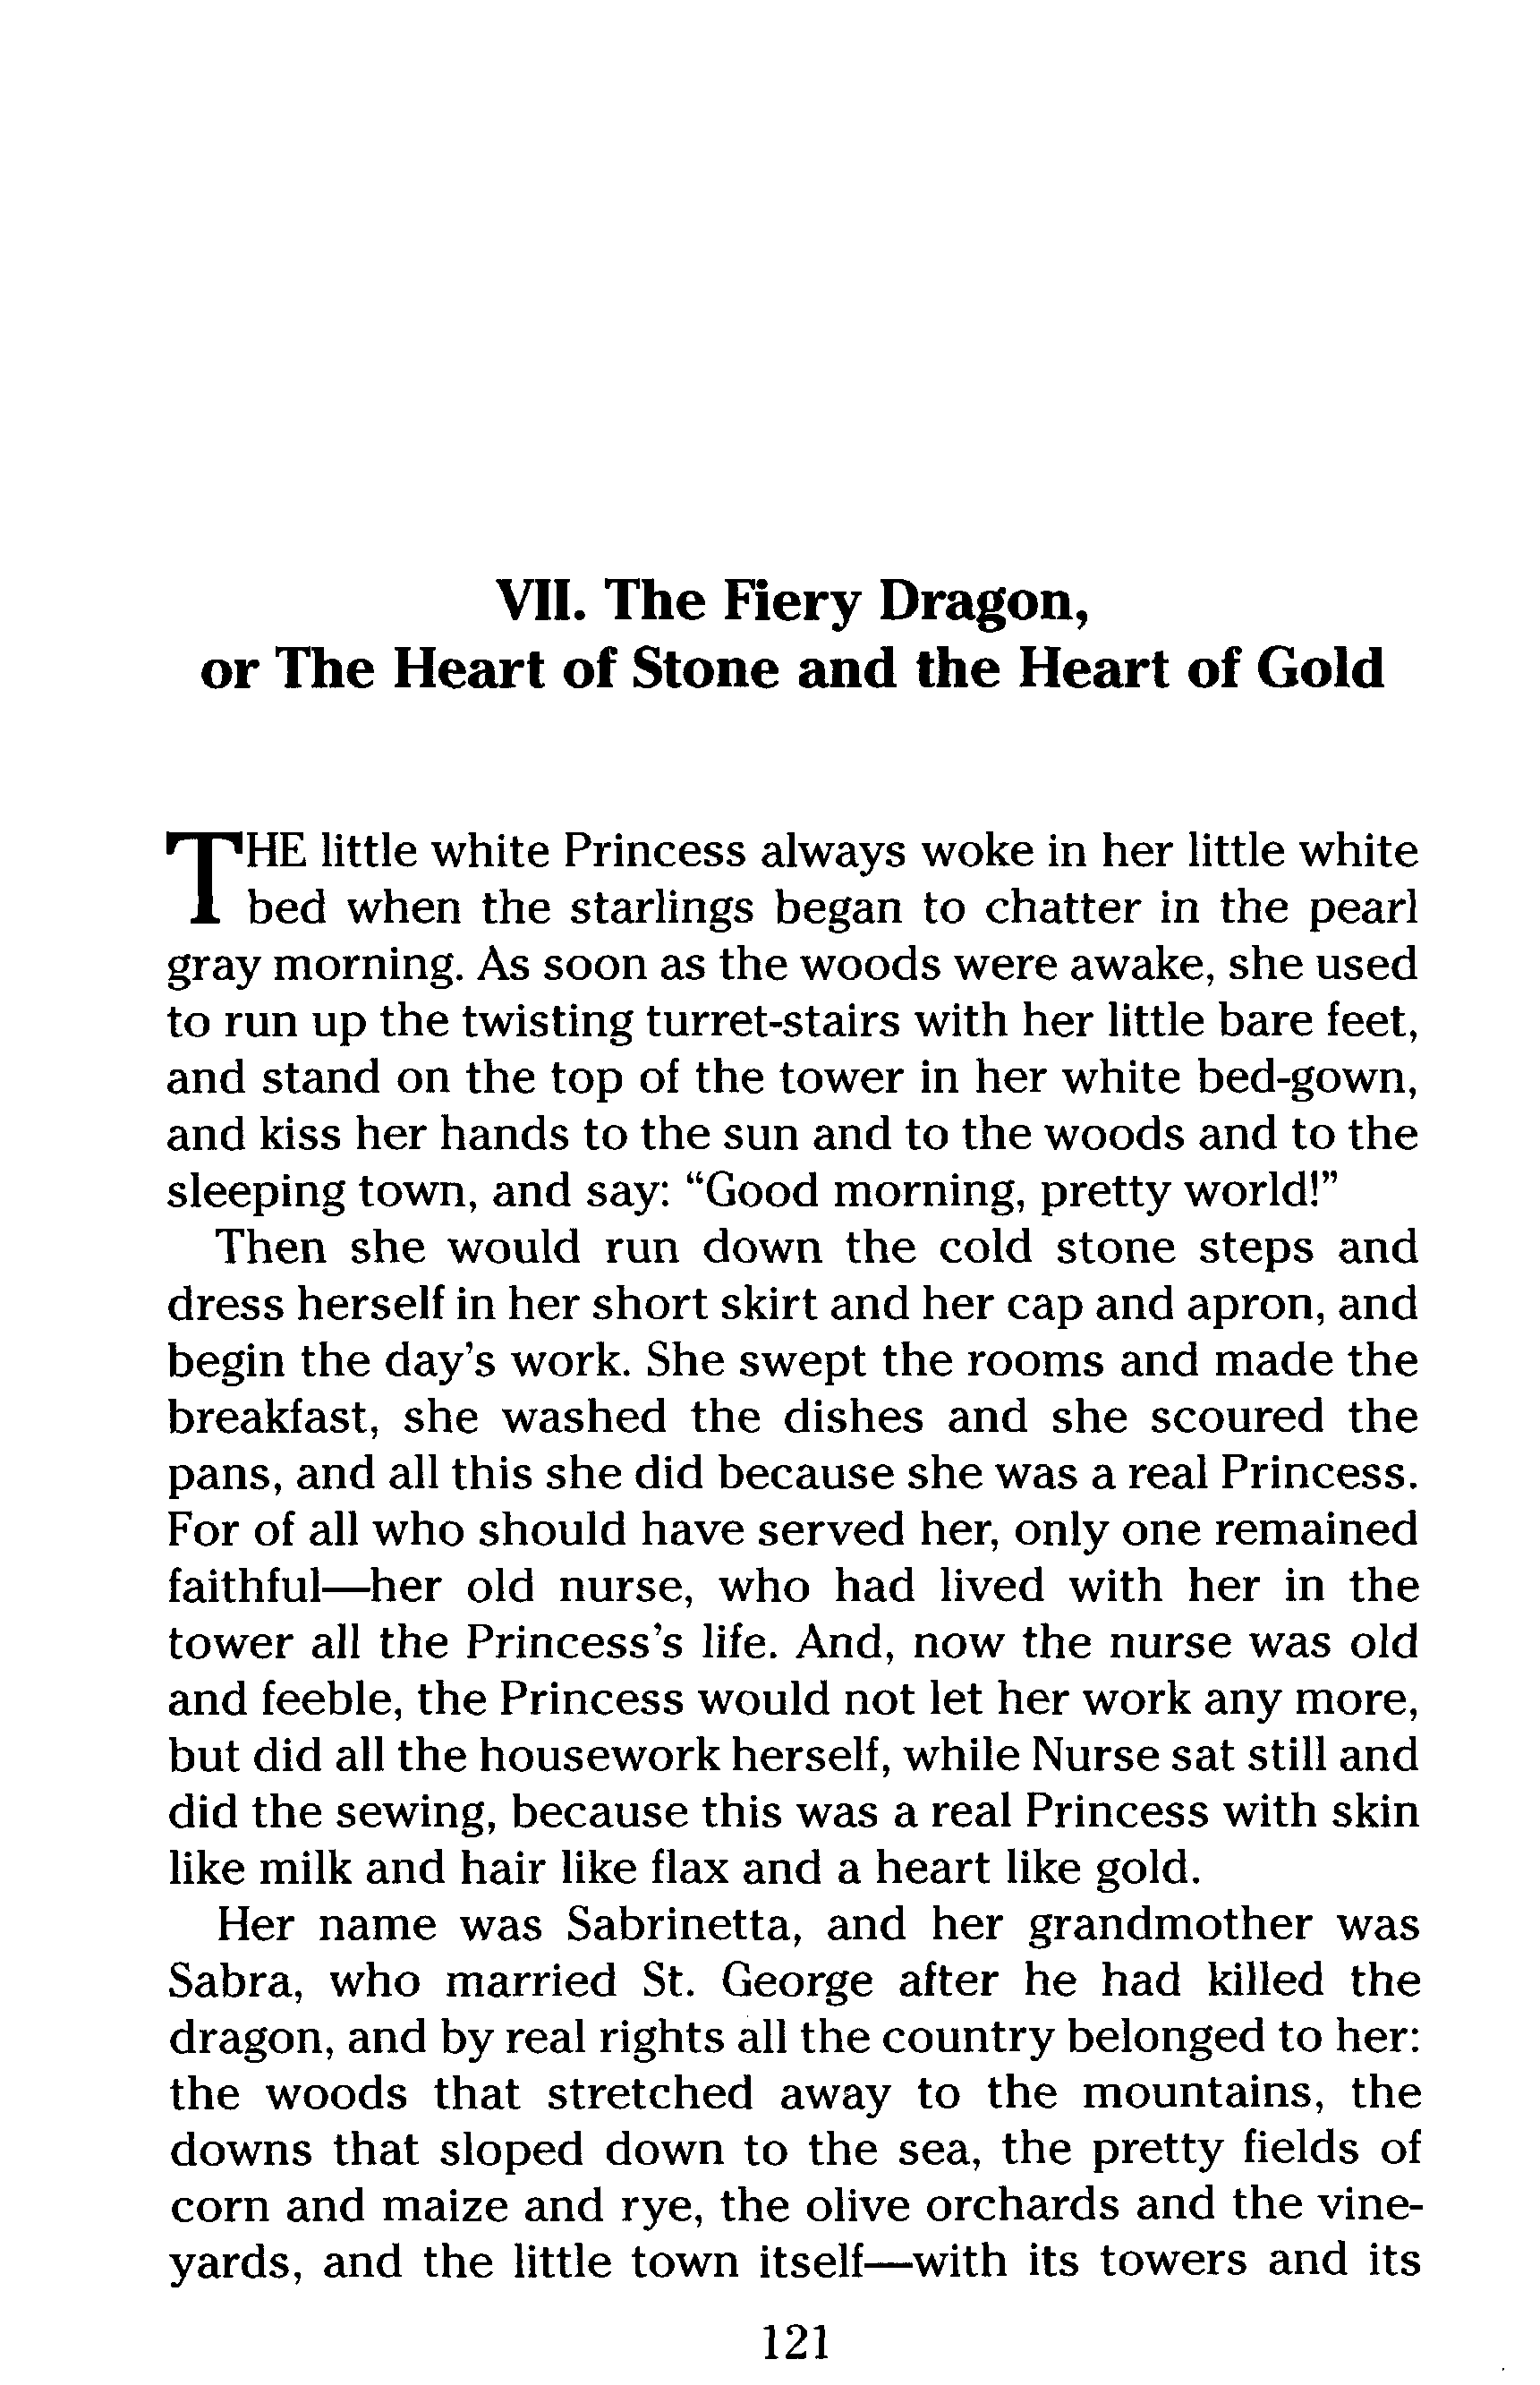 VII. The Fiery Dragon,
or The Heart of Stone and the Heart of Gold
THE little white Princess always woke in her little white
bed when the starlings began to chatter in the pearl
gray morning. As soon as the woods were awake, she used
to run up the twisting turret-stairs with her little bare feet,
and stand on the top of the tower in her white bed-gown,
and kiss her hands to the sun and to the woods and to the
sleeping town, and say: “Good morning, pretty world!”
Then she would run down the cold stone steps and
dress herself in her short skirt and her cap and apron, and
begin the day’s work. She swept the rooms and made the
breakfast, she washed the dishes and she scoured the
pans, and all this she did because she was a real Princess.
For of all who should have served her, only one remained
faithful—her old nurse, who had lived with her in the
tower all the Princess’s life. And, now the nurse was old
and feeble, the Princess would not let her work any more,
but did all the housework herself, while Nurse sat still and
did the sewing, because this was a real Princess with skin
like milk and hair like flax and a heart like gold.
Her name was Sabrinetta, and her grandmother was
Sabra, who married St. George after he had killed the
dragon, and by real rights all the country belonged to her:
the woods that stretched away to the mountains, the
downs that sloped down to the sea, the pretty fields of
corn and maize and rye, the olive orchards and the vine-
yards, and the little town itself—with its towers and its
121